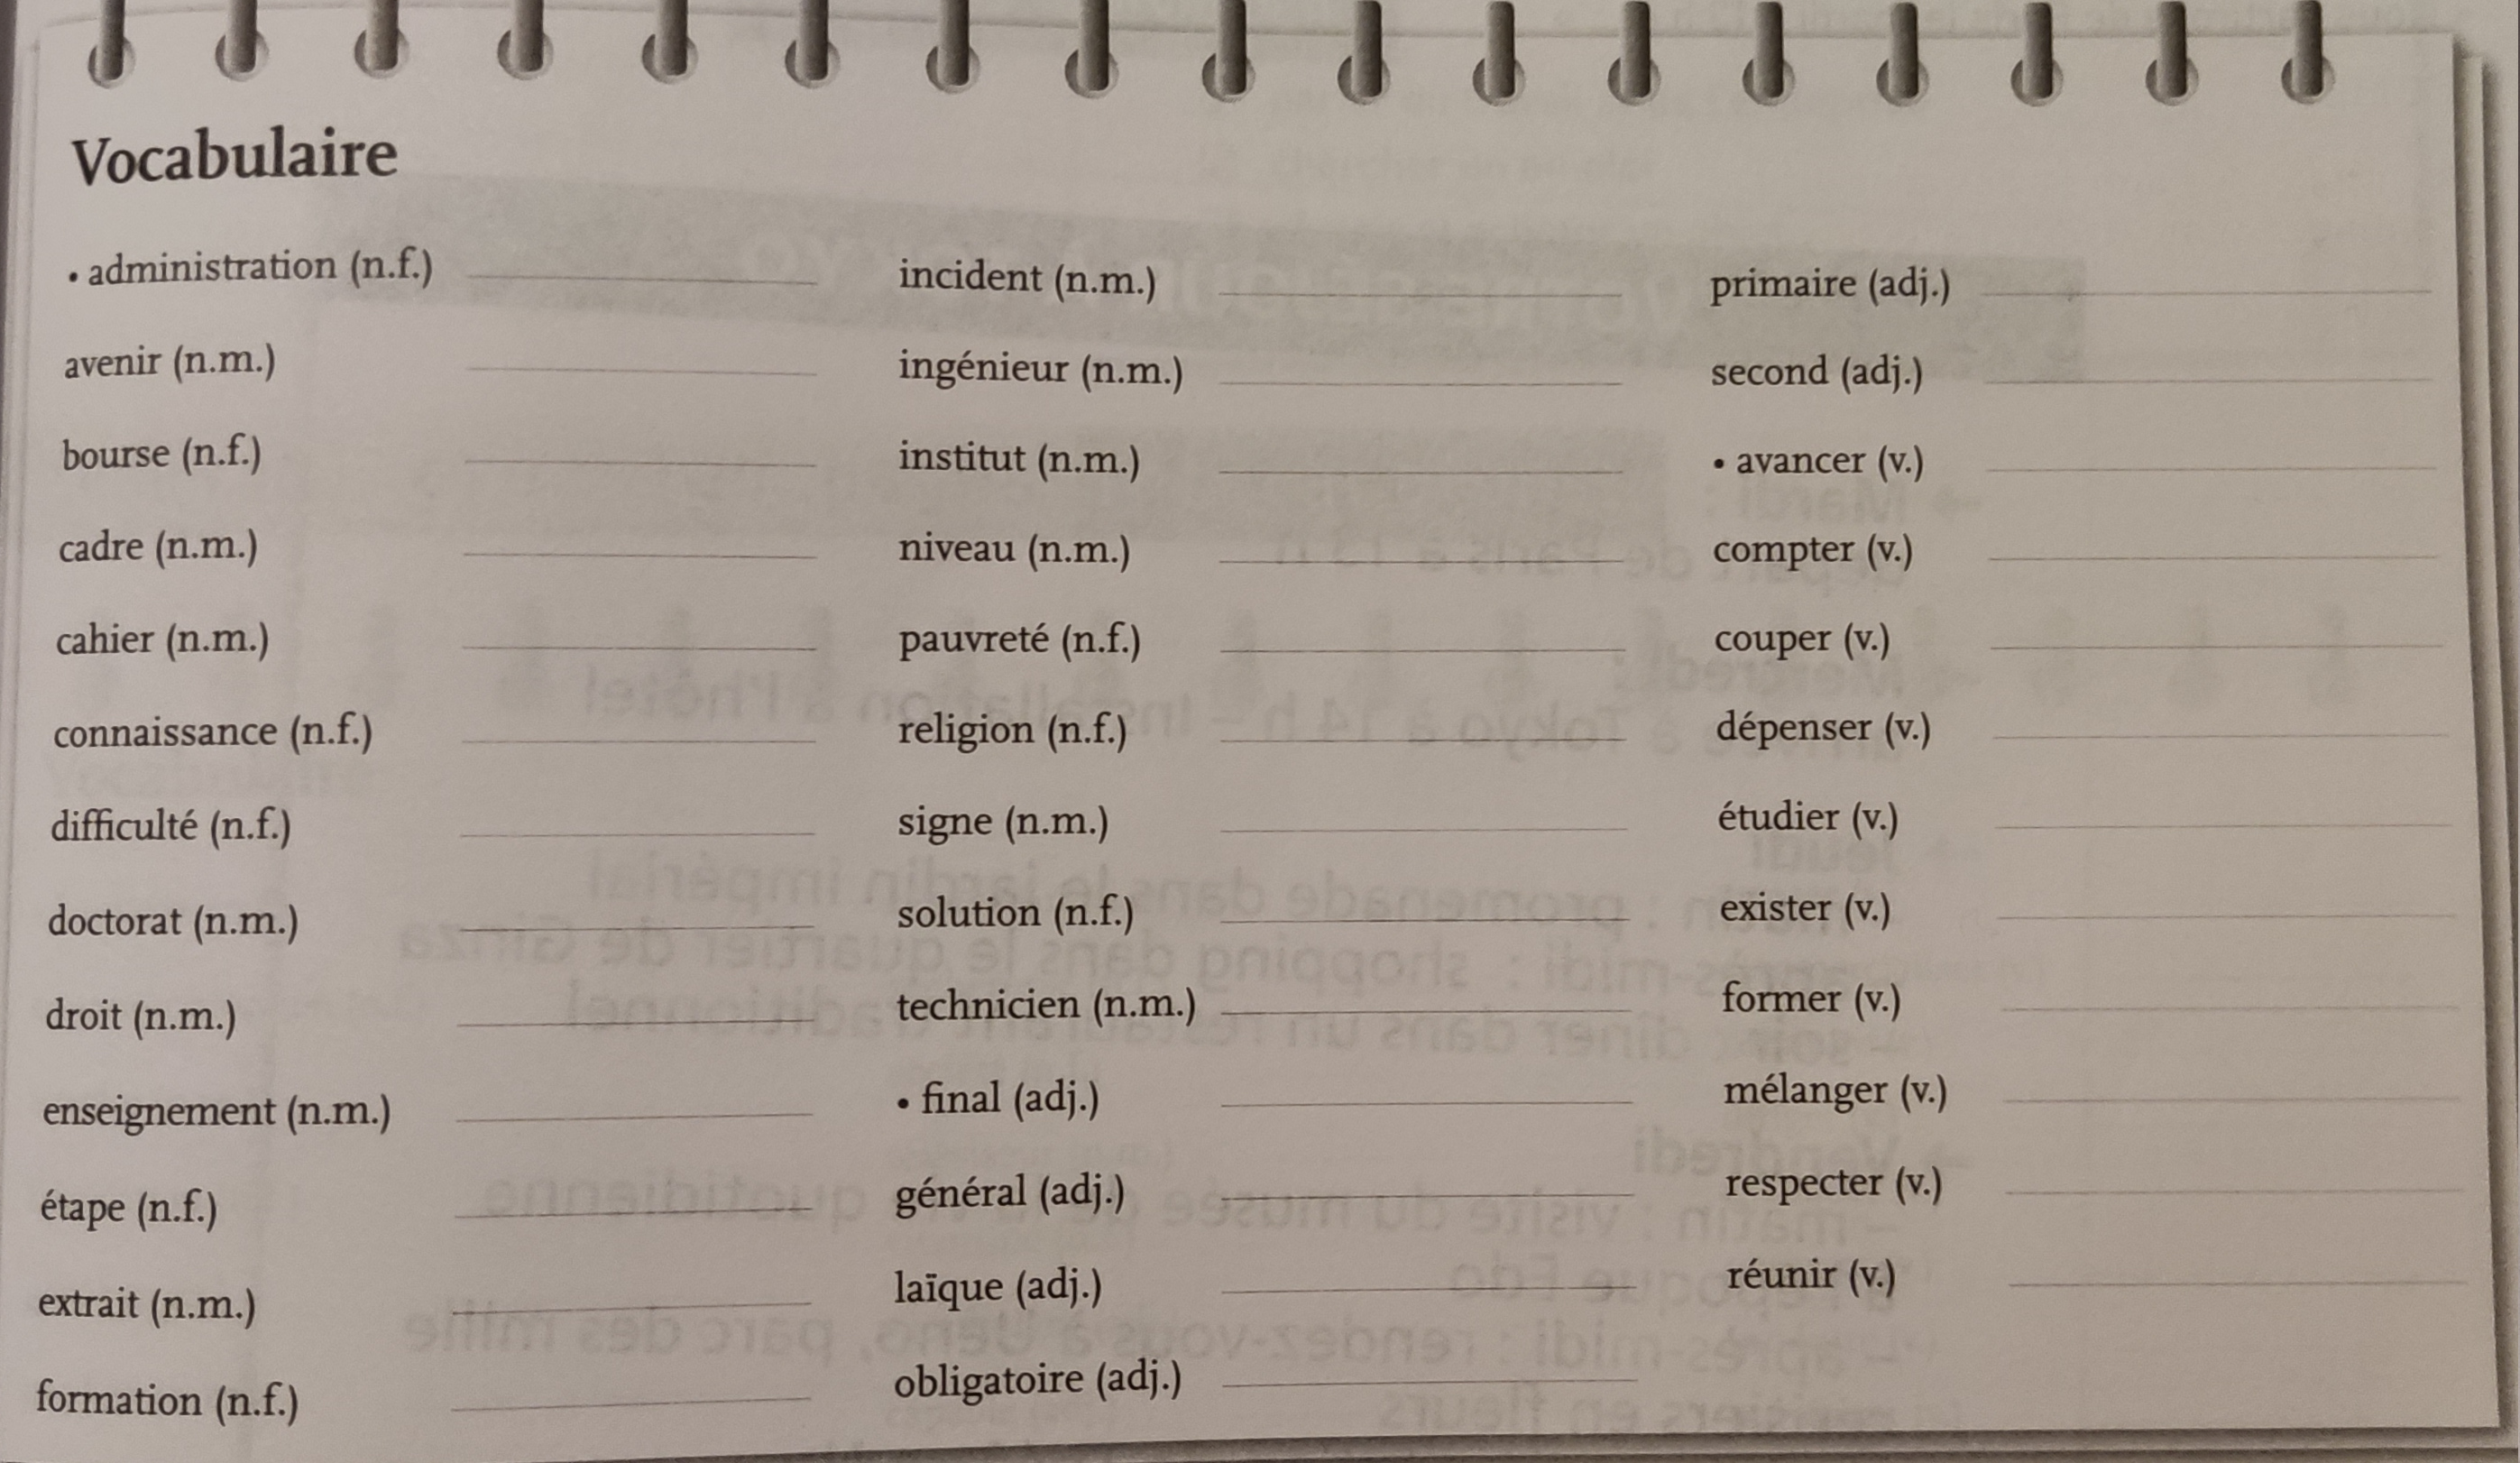 Vocabulaire
• administration (n.f.)
avenir (n.m.)
bourse (n.f.)
cadre (n.m.)
cahier (n.m.)
connaissance (n.f.)
difficulté (n.f.)
doctorat (n.m.)
droit (n.m.)
enseignement (n.m.)
étape (n.f.)
extrait (n.m.)
formation (n.f.)
incident (n.m.)
ingénieur (n.m.)
institut (n.m.)
niveau (n.m.)
pauvreté (n.f.)
religion (n.f.)
signe (n.m.)
solution (n.f.)
technicien (n.m.)
• final (adj.)
général (adj.)
laïque (adj.)
obligatoire (adj.)
primaire (adj.)
second (adj.)
• avancer (v.)
compter (v.)
couper (v.)
dépenser (v.)
étudier (v.)
exister (v.)
former (v.)
mélanger (v.)
respecter (v.)
réunir (v.)